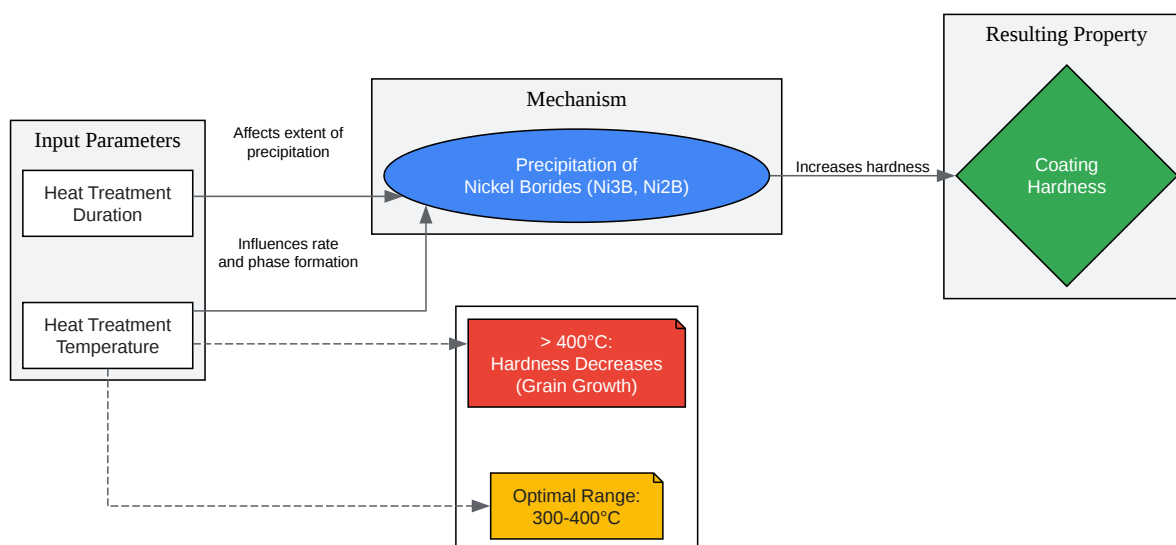 Input Parameters
Heat Treatment
Duration
Heat Treatment
Temperature
Affects extent of
precipitation
Influences rate
and phase formation
Mechanism
Precipitation of
Nickel Borides (Ni3B, Ni2B)
Increases hardness
Resulting Property
Coating
Hardness
> 400°C:
Hardness Decreases
(Grain Growth)
Optimal Range:
300-400°C